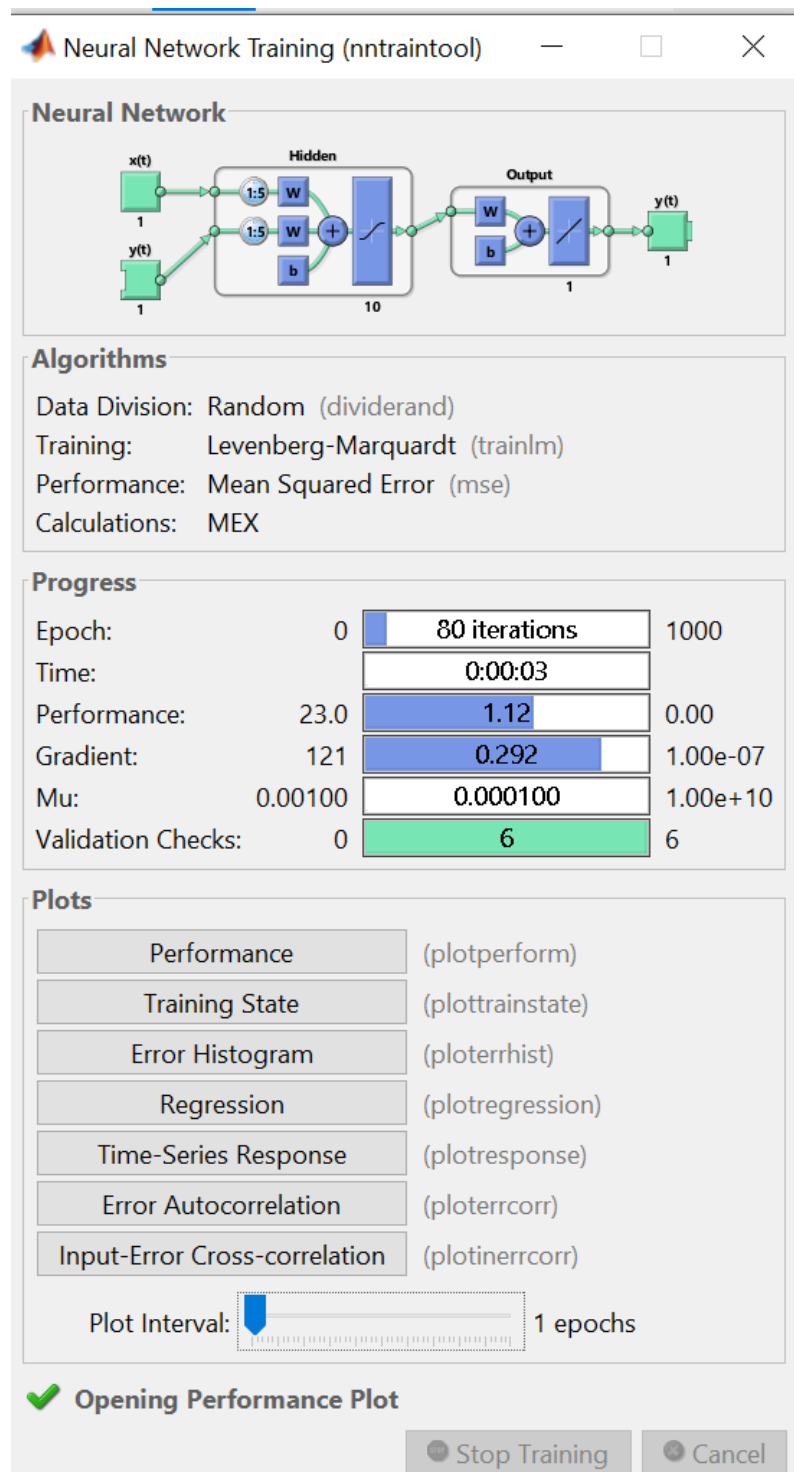 Neural Network Training (nntraintool)
Neural Network
x(t)
1
y(t)
1
Hidden
1:5 W
1:5 W
b
+
10
Output
W
b
+
1
y(t)
1
Algorithms
Data Division: Random (dividerand)
Training: Levenberg-Marquardt (trainlm)
Performance: Mean Squared Error (mse)
Calculations: MEX
Progress
Epoch: 0 80 iterations 1000
Time: 0:00:03
Performance: 23.0 1.12 0.00
Gradient: 121 0.292 1.00e-07
Mu: 0.00100 0.000100 1.00e+10
Validation Checks: 0 6 6
Plots
Performance (plotperform)
Training State (plottrainstate)
Error Histogram (ploterrhist)
Regression (plotregression)
Time-Series Response (plotresponse)
Error Autocorrelation (ploterrcorr)
Input-Error Cross-correlation (plotinerrcorr)
Plot Interval: 1 epochs
Opening Performance Plot
Stop Training Cancel